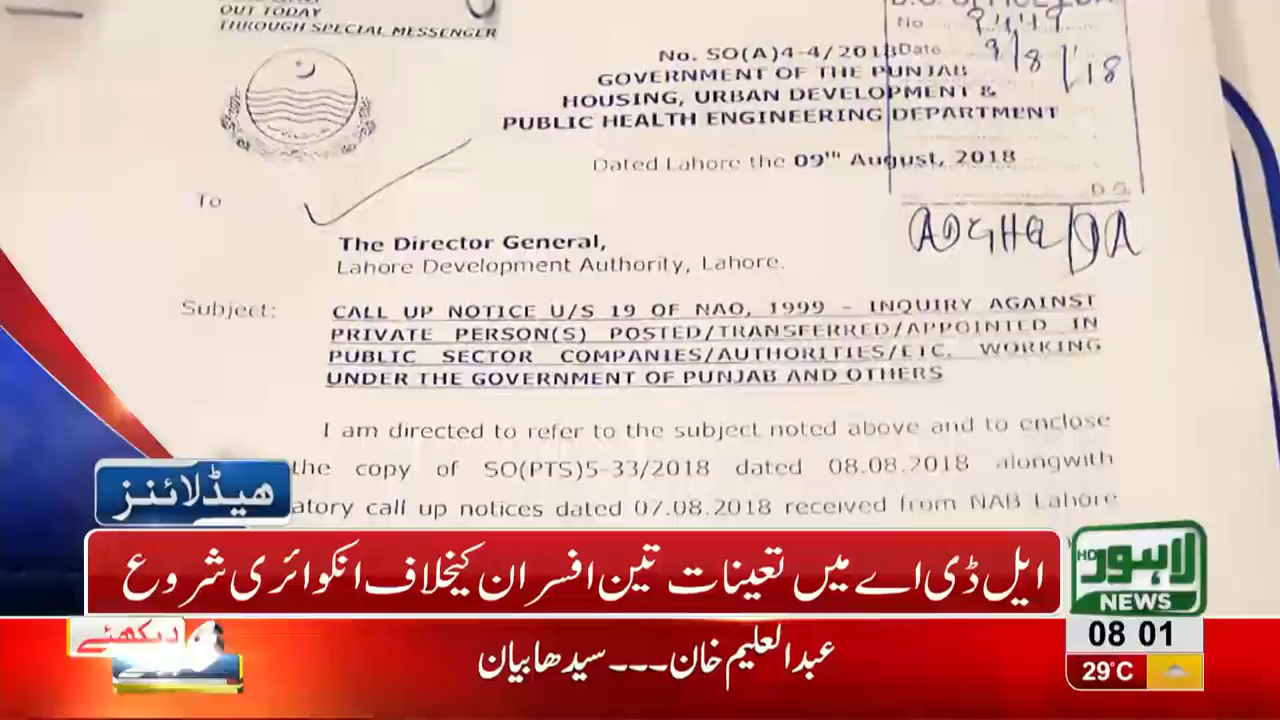 OUT TODAY
THROUGH SPECIAL MESSENGER
No 9449
Date 9/8/18
No. SO(A)4-4/2018
GOVERNMENT OF THE PUNJAB
HOUSING, URBAN DEVELOPMENT &
PUBLIC HEALTH ENGINEERING DEPARTMENT
Dated Lahore the 09th August, 2018
To
The Director General,
Lahore Development Authority, Lahore.
Subject: CALL UP NOTICE U/S 19 OF NAO, 1999 - INQUIRY AGAINST
PRIVATE PERSON(S) POSTED/TRANSFERRED/APPOINTED IN
PUBLIC SECTOR COMPANIES/AUTHORITIES/ETC. WORKING
UNDER THE GOVERNMENT OF PUNJAB AND OTHERS
I am directed to refer to the subject noted above and to enclose
the copy of SO(PTS)5-33/2018 dated 08.08.2018 alongwith
atory call up notices dated 07.08.2018 received from NAB Lahore
ہیڈلائنز
ایل ڈی اے میں تعینات تین افسران کیخلاف انکوائری شروع
عبدالعلیم خان۔۔۔سیدھا بیان
دیکھئے
HD
لاہور
NEWS
08 01
29°C